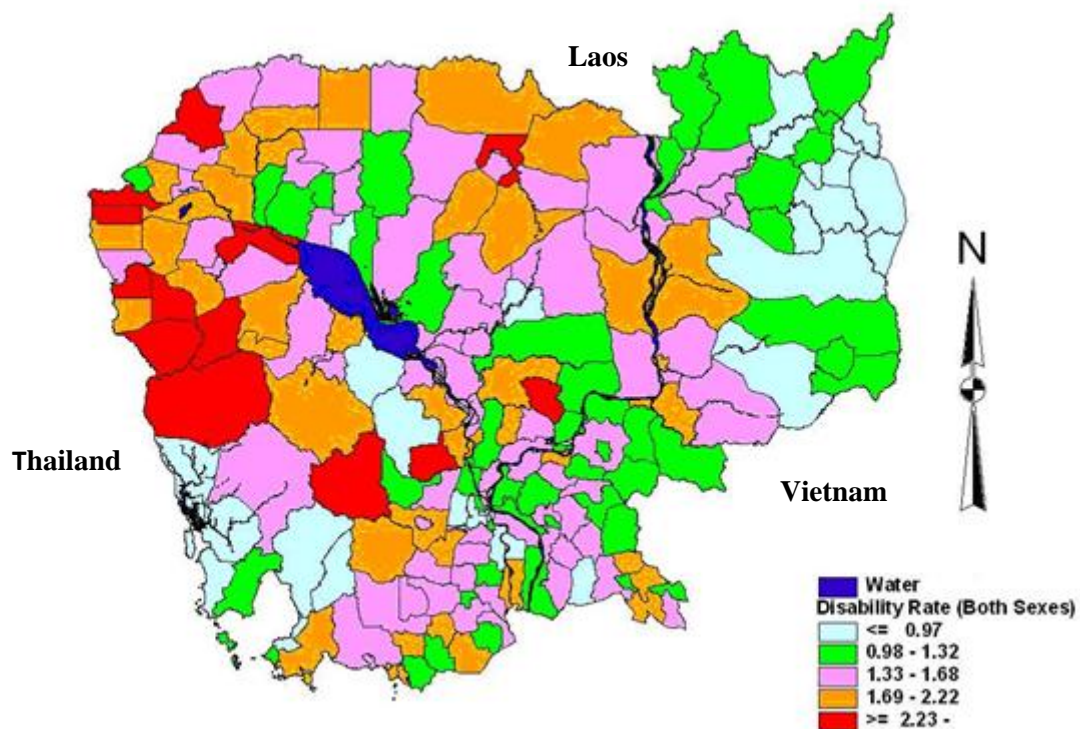 Laos
N
Thailand
Vietnam
Water
Disability Rate (Both Sexes)
<= 0.97
0.98 - 1.32
1.33 - 1.68
1.69 - 2.22
>= 2.23 -